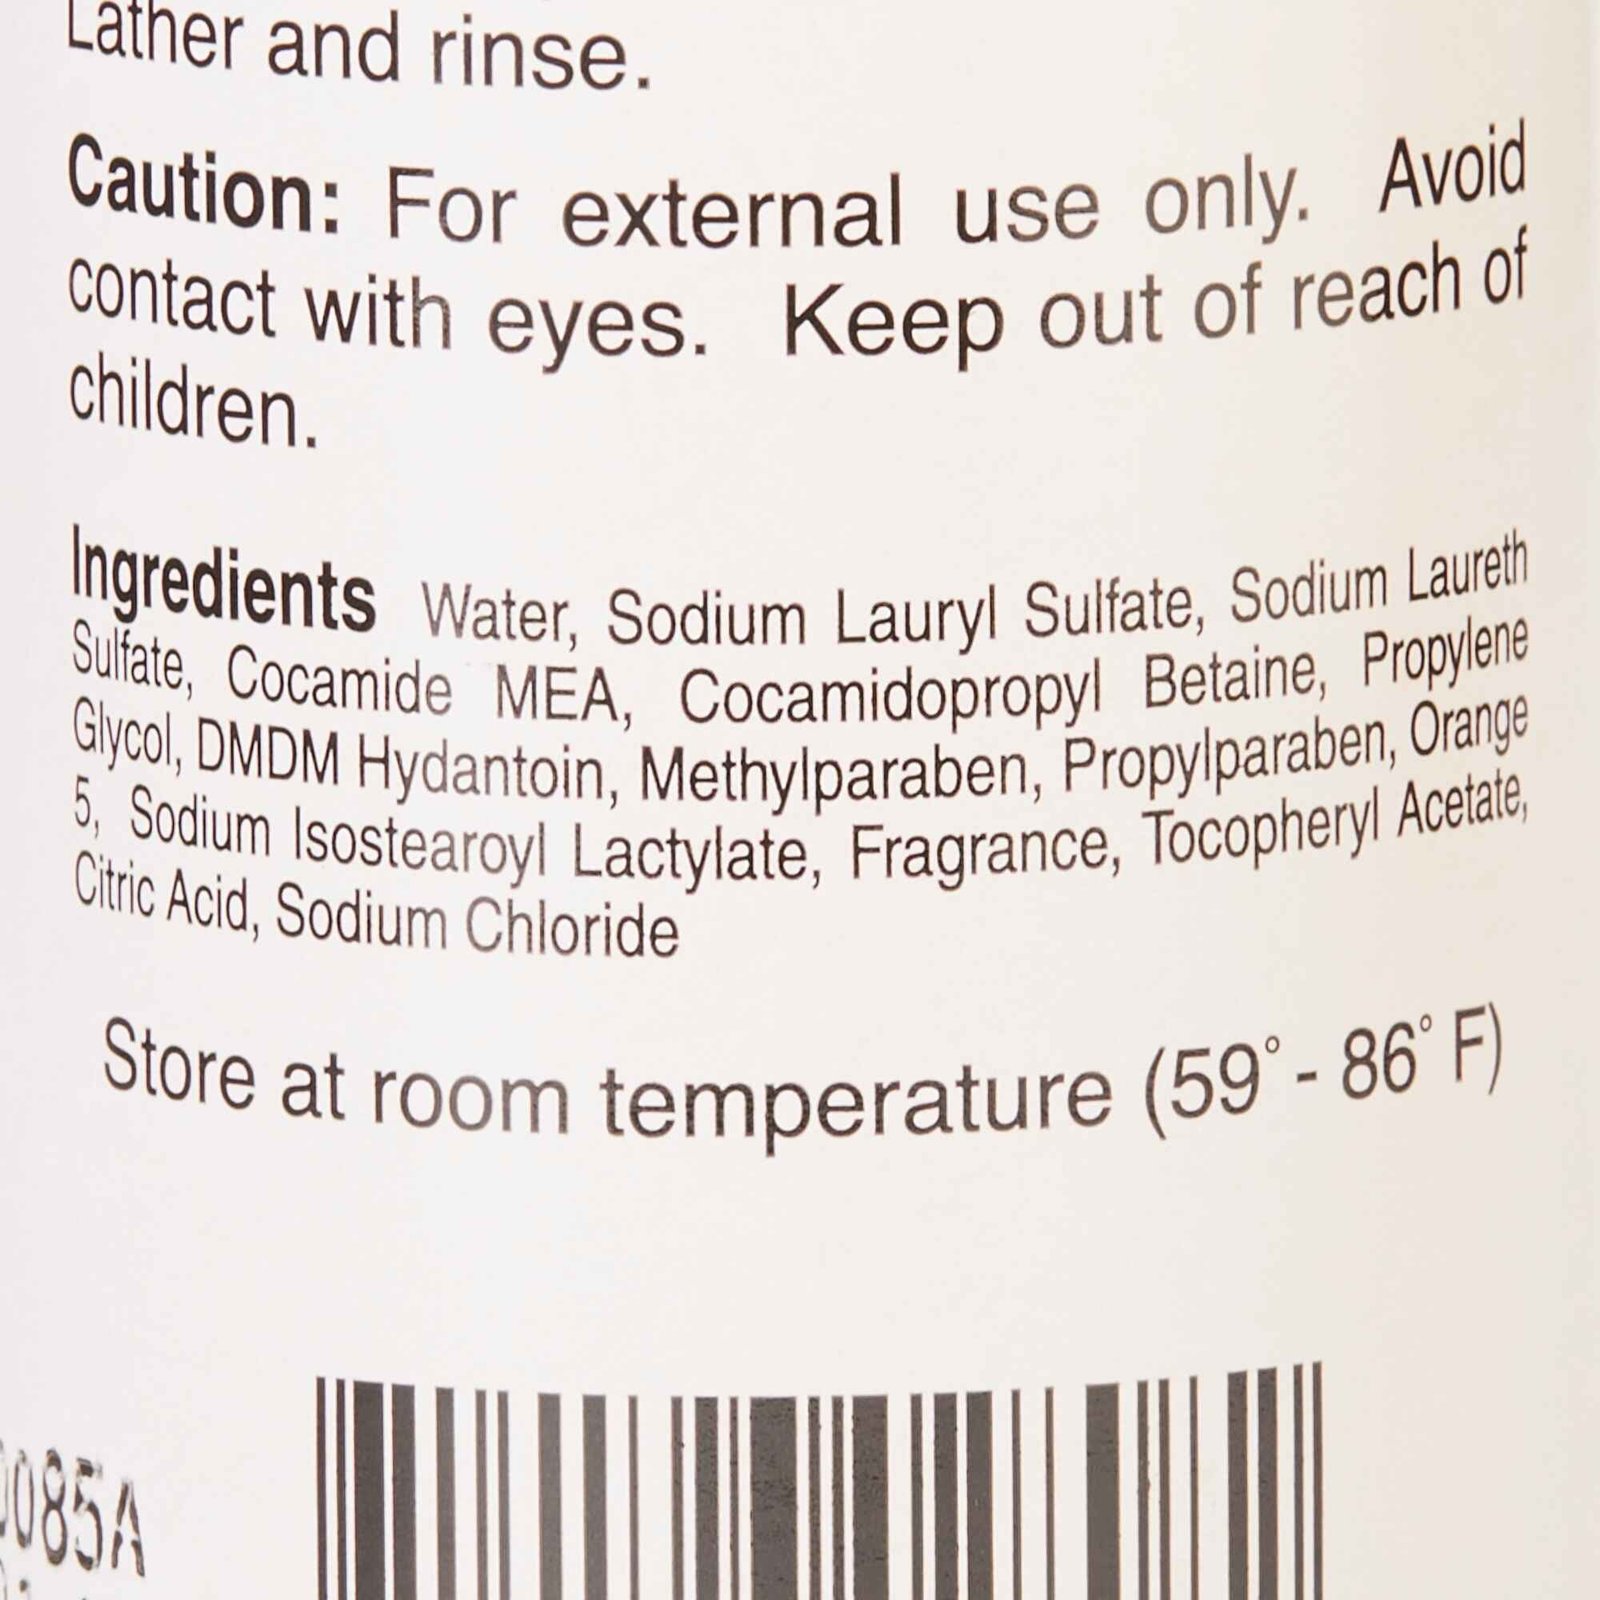 Lather and rinse.
Caution: For external use only. Avoid
contact with eyes. Keep out of reach of
children.
Ingredients Water, Sodium Lauryl Sulfate, Sodium Laureth
Sulfate, Cocamide MEA, Cocamidopropyl Betaine, Propylene
Glycol, DMDM Hydantoin, Methylparaben, Propylparaben, Orange
5, Sodium Isostearoyl Lactylate, Fragrance, Tocopheryl Acetate,
Citric Acid, Sodium Chloride
Store at room temperature (59° - 86° F)
085A